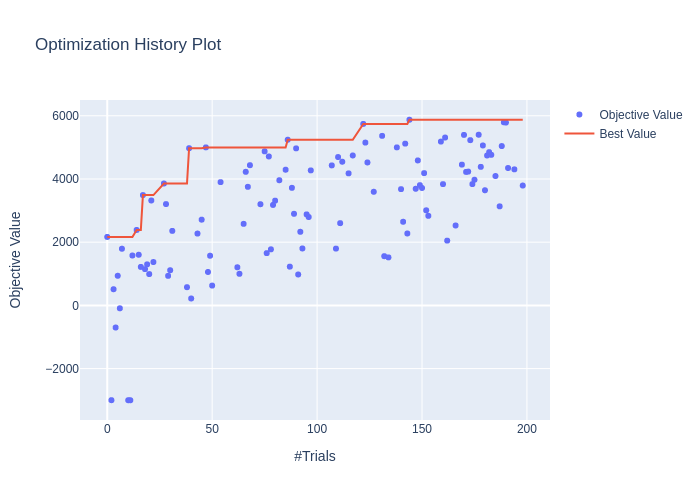 Optimization History Plot
Objective Value
Best Value
6000
4000
2000
0
−2000
Objective Value
0
50
100
150
200
#Trials